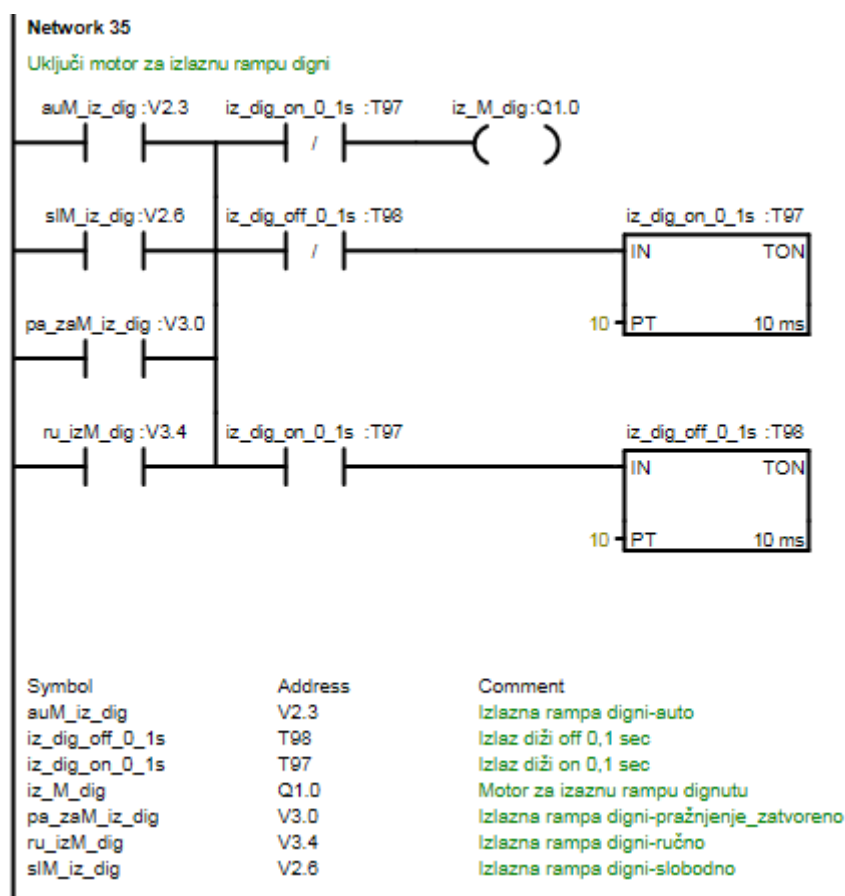 Network 35
Uključi motor za izlaznu rampu digni
auM_iz_dig:V2.3 iz_dig_on_0_1s :T97 iz_M_dig:Q1.0
/
slM_iz_dig:V2.6 iz_dig_off_0_1s :T98 iz_dig_on_0_1s :T97
/ IN TON
pa_zaM_iz_dig :V3.0 10 PT 10 ms
ru_izM_dig:V3.4 iz_dig_on_0_1s :T97 iz_dig_off_0_1s :T98
IN TON
10 PT 10 ms
Symbol Address Comment
auM_iz_dig V2.3 Izlazna rampa digni-auto
iz_dig_off_0_1s T98 Izlaz diži off 0,1 sec
iz_dig_on_0_1s T97 Izlaz diži on 0,1 sec
iz_M_dig Q1.0 Motor za izaznu rampu dignutu
pa_zaM_iz_dig V3.0 Izlazna rampa digni-pražnjenje_zatvoreno
ru_izM_dig V3.4 Izlazna rampa digni-ručno
slM_iz_dig V2.6 Izlazna rampa digni-slobodno